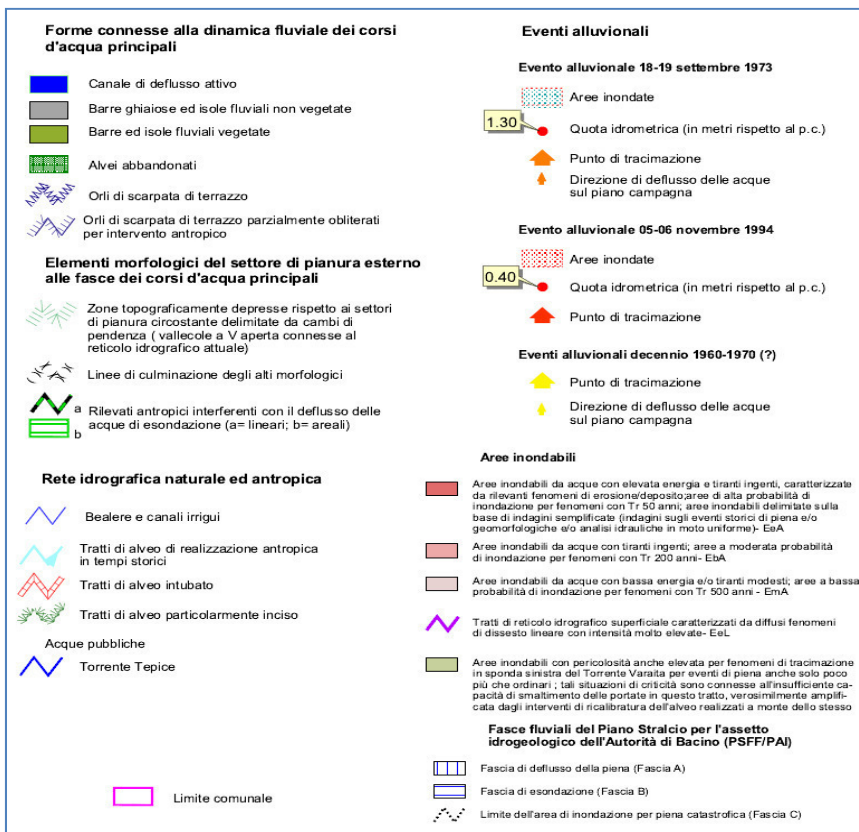 Forme connesse alla dinamica fluviale dei corsi
d'acqua principali
Canale di deflusso attivo
Barre ghiaiose ed isole fluviali non vegetate
Barre ed isole fluviali vegetate
Alvei abbandonati
Orli di scarpata di terrazzo
Orli di scarpata di terrazzo parzialmente obliterati
per intervento antropico
Elementi morfologici del settore di pianura esterno
alle fasce dei corsi d'acqua principali
Zone topograficamente depresse rispetto ai settori
di pianura circostante delimitate da cambi di
pendenza ( vallecole a V aperta connesse al
reticolo idrografico attuale)
Linee di culminazione degli alti morfologici
a
b
Rilevati antropici interferenti con il deflusso delle
acque di esondazione (a= lineari; b= areali)
Rete idrografica naturale ed antropica
Bealere e canali irrigui
Tratti di alveo di realizzazione antropica
in tempi storici
Tratti di alveo intubato
Tratti di alveo particolarmente inciso
Acque pubbliche
Torrente Tepice
Limite comunale
Eventi alluvionali
Evento alluvionale 18-19 settembre 1973
Aree inondate
1.30
Quota idrometrica (in metri rispetto al p.c.)
Punto di tracimazione
Direzione di deflusso delle acque
sul piano campagna
Evento alluvionale 05-06 novembre 1994
Aree inondate
0.40
Quota idrometrica (in metri rispetto al p.c.)
Punto di tracimazione
Eventi alluvionali decennio 1960-1970 (?)
Punto di tracimazione
Direzione di deflusso delle acque
sul piano campagna
Aree inondabili
Aree inondabili da acque con elevata energia e tiranti ingenti, caratterizzate
da rilevanti fenomeni di erosione/deposito;aree di alta probabilità di
inondazione per fenomeni con Tr 50 anni; aree inondabili delimitate sulla
base di indagini semplificate (indagini sugli eventi storici di piena e/o
geomorfologiche e/o analisi idrauliche in moto uniforme)- EeA
Aree inondabili da acque con tiranti ingenti; aree a moderata probabilità
di inondazione per fenomeni con Tr 200 anni- EbA
Aree inondabili da acque con bassa energia e/o tiranti modesti; aree a bassa
probabilità di inondazione per fenomeni con Tr 500 anni - EmA
Tratti di reticolo idrografico superficiale caratterizzati da diffusi fenomeni
di dissesto lineare con intensità molto elevate- EeL
Aree inondabili con pericolosità anche elevata per fenomeni di tracimazione
in sponda sinistra del Torrente Varaita per eventi di piena anche solo poco
più che ordinari ; tali situazioni di criticità sono connesse all'insufficiente ca-
pacità di smaltimento delle portate in questo tratto, verosimilmente amplifi-
cata dagli interventi di ricalibratura dell'alveo realizzati a monte dello stesso
Fasce fluviali del Piano Stralcio per l'assetto
idrogeologico dell'Autorità di Bacino (PSFF/PAI)
Fascia di deflusso della piena (Fascia A)
Fascia di esondazione (Fascia B)
Limite dell'area di inondazione per piena catastrofica (Fascia C)